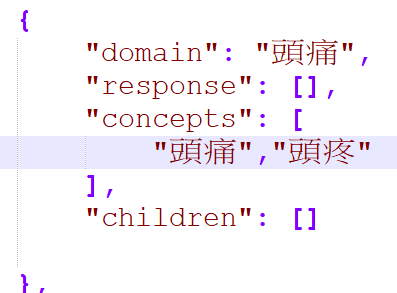 {
"domain": "頭痛",
"response": [],
"concepts": [
"頭痛","頭疼"
],
"children": []
},